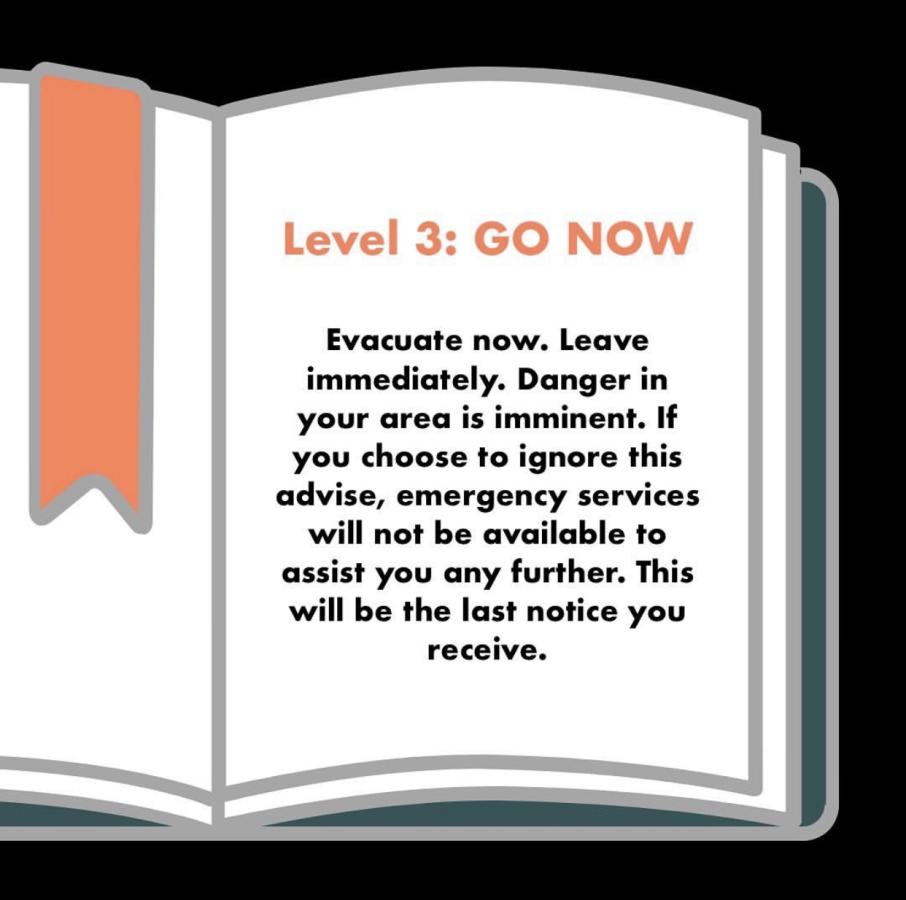 Level 3: GO NOW
Evacuate now. Leave
immediately. Danger in
your area is imminent. If
you choose to ignore this
advise, emergency services
will not be available to
assist you any further. This
will be the last notice you
receive.